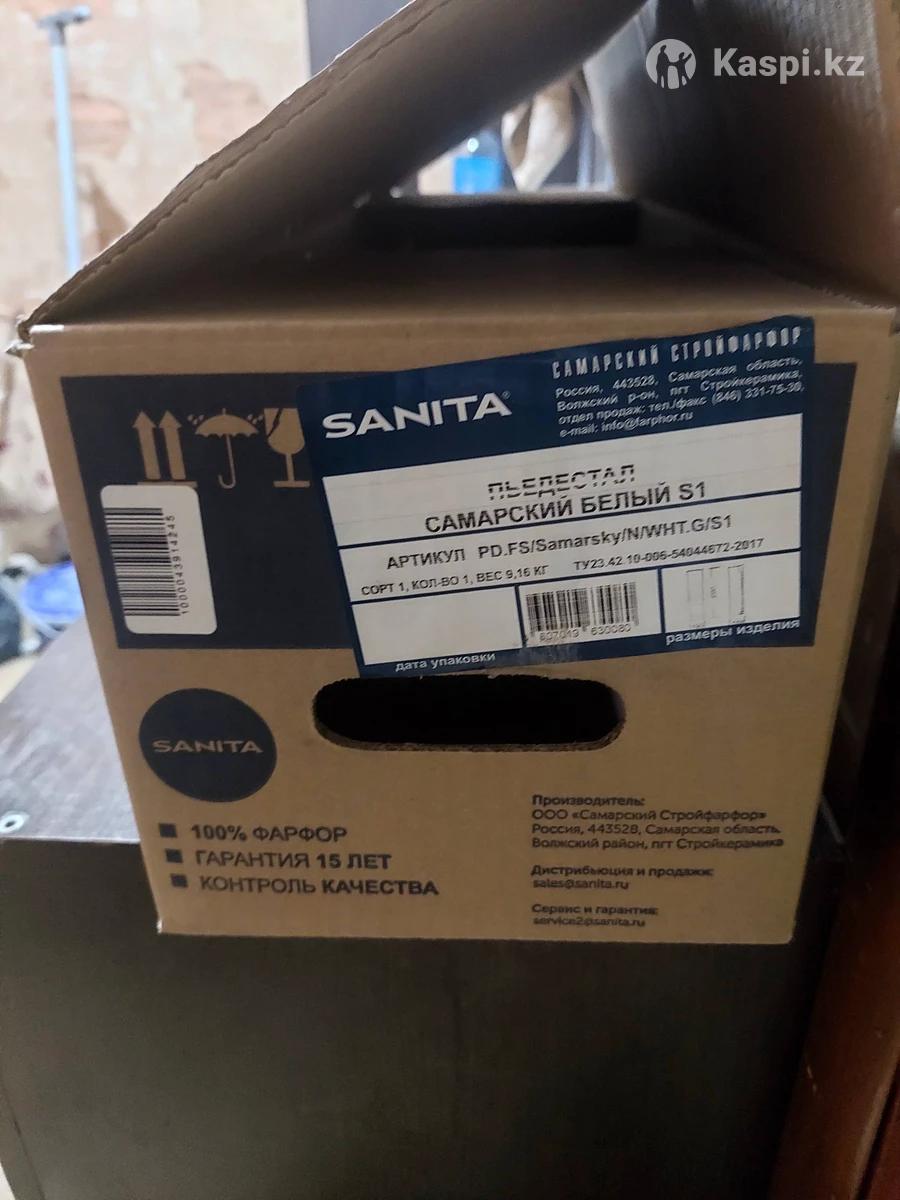 Kaspi.kz
САМАРСКИЙ СТРОЙФАРФОР
Россия, 443528, Самарская область,
Волжский р-он, пгт Стройкерамика,
отдел продаж: тел./факс (846) 331-75-30,
e-mail: info@farphor.ru
SANITA®
ПЬЕДЕСТАЛ
САМАРСКИЙ БЕЛЫЙ S1
АРТИКУЛ PD.FS/Samarsky/N/WHT.G/S1
СОРТ 1, КОЛ-ВО 1, ВЕС 9,16 КГ ТУ23.42.10-006-54044672-2017
607019 630080
дата упаковки
размеры изделия
1000043914245
SANITA
100% ФАРФОР
ГАРАНТИЯ 15 ЛЕТ
КОНТРОЛЬ КАЧЕСТВА
Производитель:
ООО «Самарский Стройфарфор»
Россия, 443528, Самарская область,
Волжский район, пгт Стройкерамика
Дистрибьюция и продажи:
sales@sanita.ru
Сервис и гарантия:
service2@sanita.ru